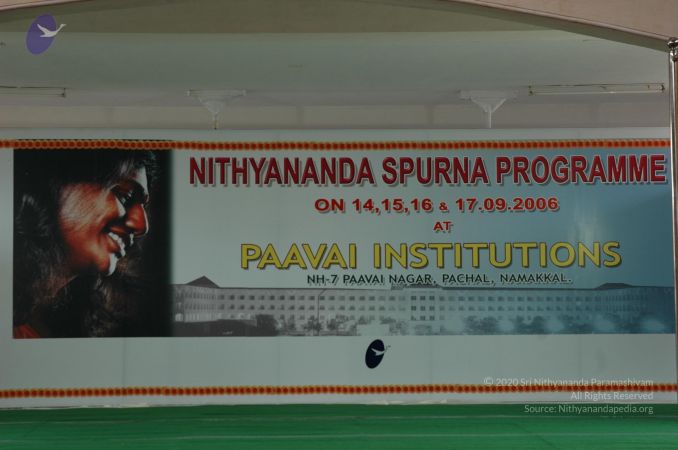 NITHYANANDA SPURNA PROGRAMME
ON 14,15,16 & 17.09.2006
AT
PAAVAI INSTITUTIONS
NH-7 PAAVAI NAGAR, PACHAL, NAMAKKAL.
© 2020 Sri Nithyananda Paramashivam
All Rights Reserved
Source: Nithyanandapedia.org